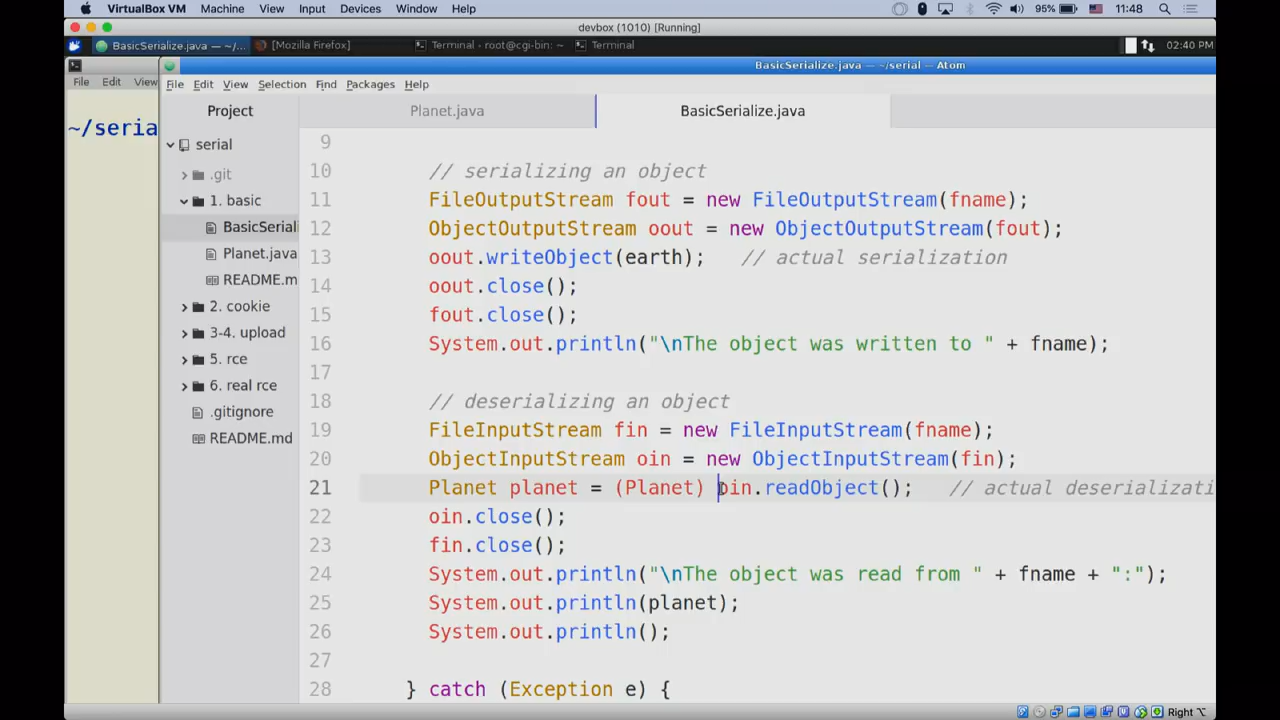 VirtualBox VM Machine View Input Devices Window Help 95% 11:48
devbox (1010) [Running]
BasicSerialize.java — ~/... [Mozilla Firefox] Terminal - root@cgi-bin: ~ Terminal 02:40 PM
BasicSerialize.java — ~/serial — Atom
File Edit View
File Edit View Selection Find Packages Help
~/seria
Project
serial
.git
1. basic
BasicSeriali
Planet.java
README.m
2. cookie
3-4. upload
5. rce
6. real rce
.gitignore
README.md
Planet.java BasicSerialize.java
9
10 // serializing an object
11 FileOutputStream fout = new FileOutputStream(fname);
12 ObjectOutputStream oout = new ObjectOutputStream(fout);
13 oout.writeObject(earth); // actual serialization
14 oout.close();
15 fout.close();
16 System.out.println("\nThe object was written to " + fname);
17
18 // deserializing an object
19 FileInputStream fin = new FileInputStream(fname);
20 ObjectInputStream oin = new ObjectInputStream(fin);
21 Planet planet = (Planet) oin.readObject(); // actual deserializati
22 oin.close();
23 fin.close();
24 System.out.println("\nThe object was read from " + fname + ":");
25 System.out.println(planet);
26 System.out.println();
27
28 } catch (Exception e) {
Right ⌥